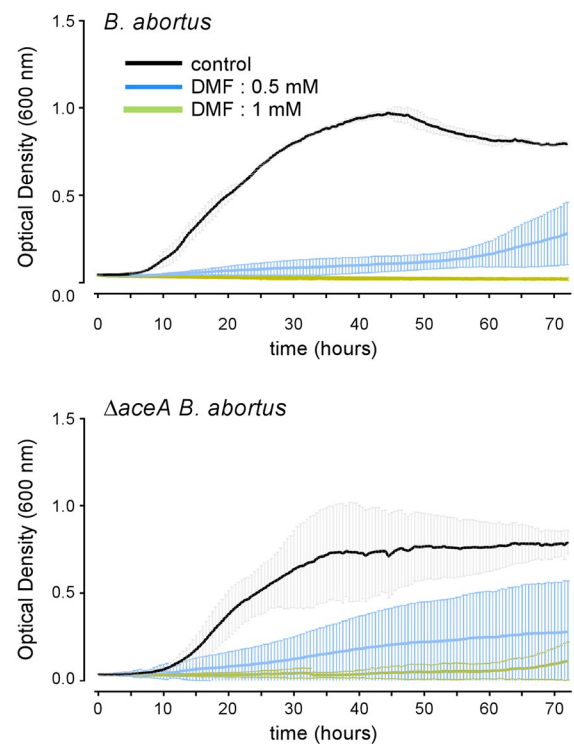 B. abortus
1.5
control
DMF : 0.5 mM
DMF : 1 mM
1.0
0.5
0.0
Optical Density (600 nm)
0 10 20 30 40 50 60 70
time (hours)
ΔaceA B. abortus
1.5
1.0
0.5
0.0
Optical Density (600 nm)
0 10 20 30 40 50 60 70
time (hours)